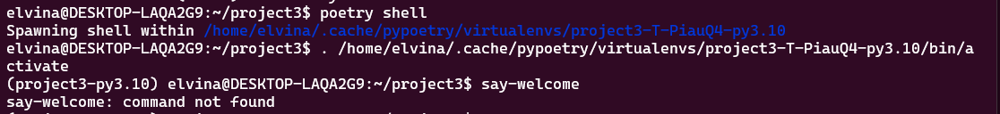 elvina@DESKTOP-LAQA2G9:~/project3$ poetry shell
Spawning shell within /home/elvina/.cache/pypoetry/virtualenvs/project3-T-PiauQ4-py3.10
elvina@DESKTOP-LAQA2G9:~/project3$ . /home/elvina/.cache/pypoetry/virtualenvs/project3-T-PiauQ4-py3.10/bin/a
ctivate
(project3-py3.10) elvina@DESKTOP-LAQA2G9:~/project3$ say-welcome
say-welcome: command not found